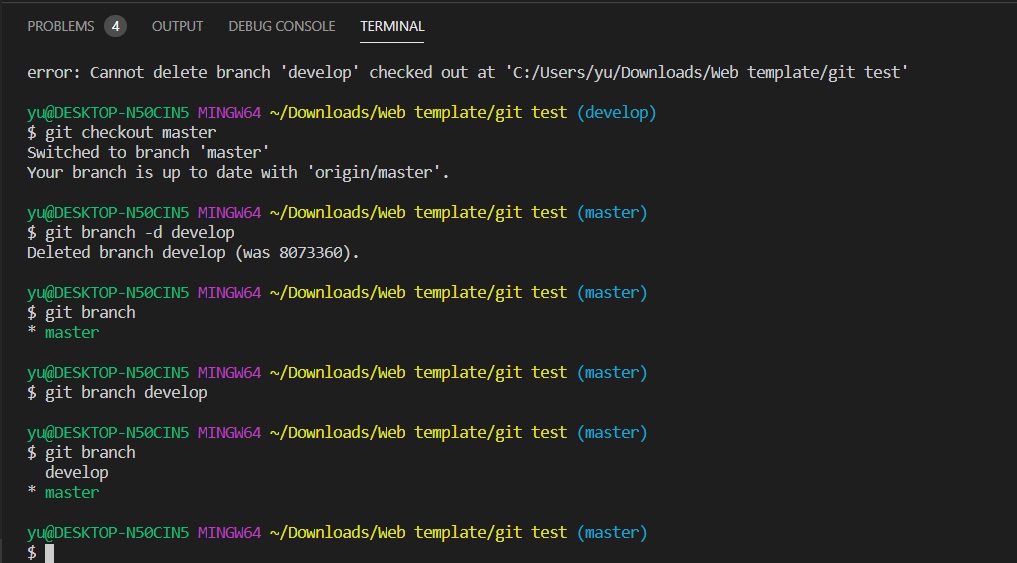 PROBLEMS 4 OUTPUT DEBUG CONSOLE TERMINAL
error: Cannot delete branch 'develop' checked out at 'C:/Users/yu/Downloads/Web template/git test'
yu@DESKTOP-N50CIN5 MINGW64 ~/Downloads/Web template/git test (develop)
$ git checkout master
Switched to branch 'master'
Your branch is up to date with 'origin/master'.
yu@DESKTOP-N50CIN5 MINGW64 ~/Downloads/Web template/git test (master)
$ git branch -d develop
Deleted branch develop (was 8073360).
yu@DESKTOP-N50CIN5 MINGW64 ~/Downloads/Web template/git test (master)
$ git branch
* master
yu@DESKTOP-N50CIN5 MINGW64 ~/Downloads/Web template/git test (master)
$ git branch develop
yu@DESKTOP-N50CIN5 MINGW64 ~/Downloads/Web template/git test (master)
$ git branch
  develop
* master
yu@DESKTOP-N50CIN5 MINGW64 ~/Downloads/Web template/git test (master)
$